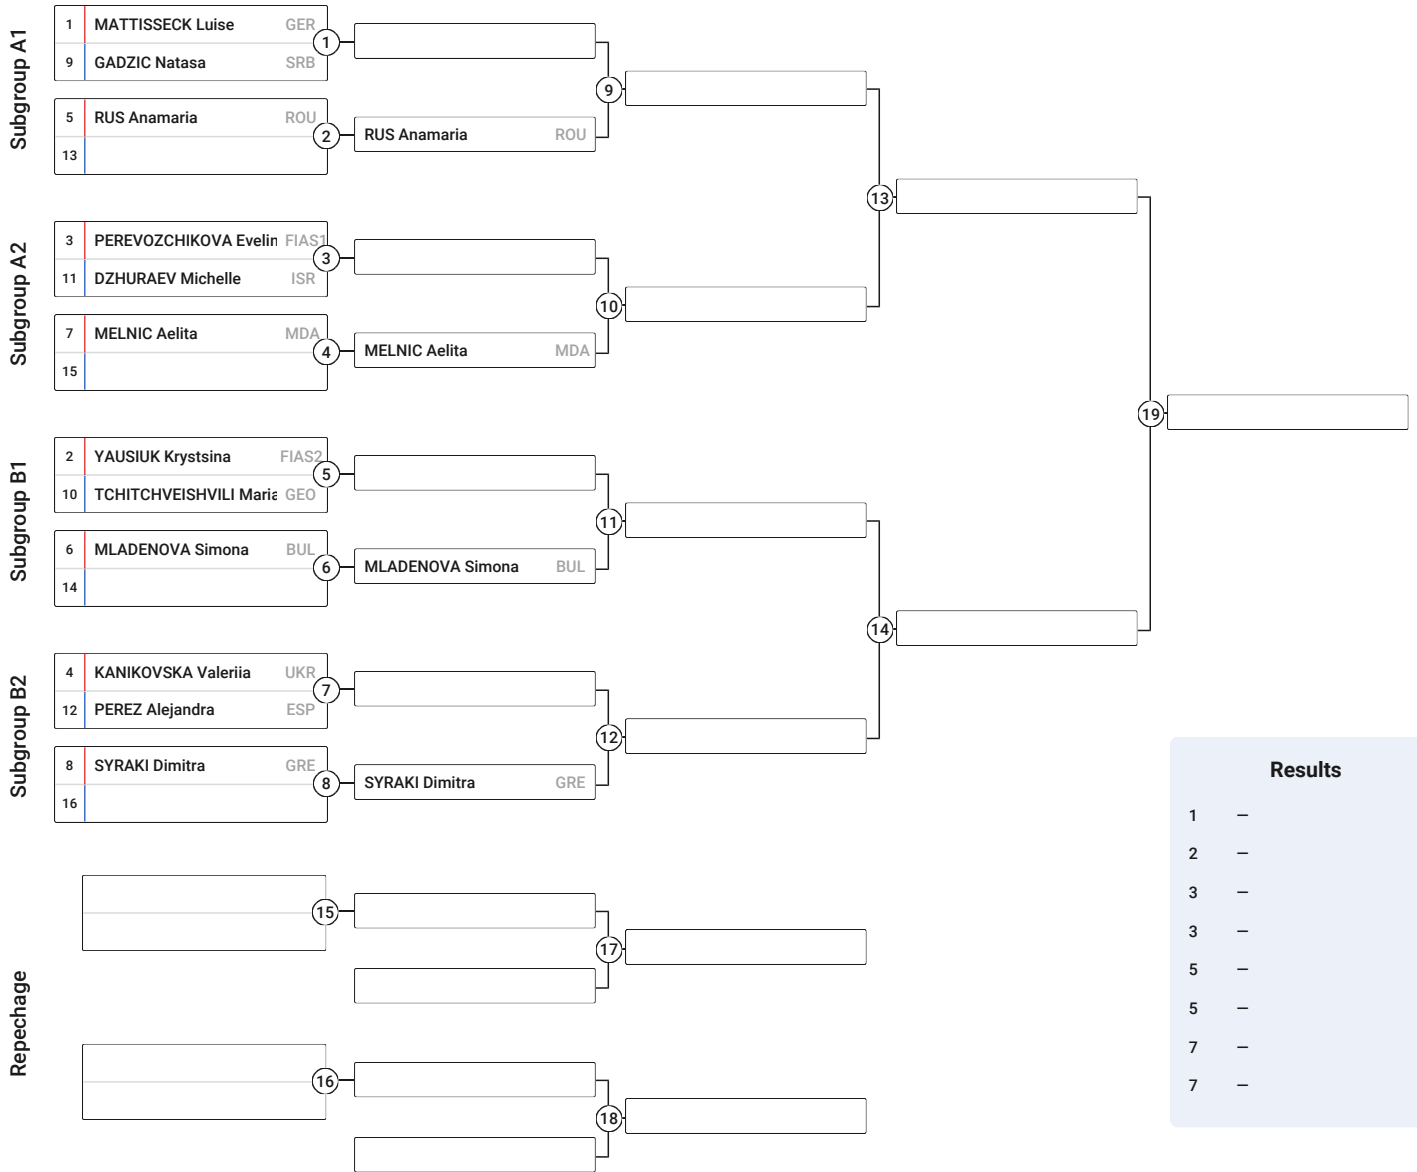 Subgroup A1
1 MATTISSECK Luise GER
9 GADZIC Natasa SRB
1
5 RUS Anamaria ROU
13
2
RUS Anamaria ROU
9
Subgroup A2
3 PEREVOZCHIKOVA Evelin FIAS1
11 DZHURAEV Michelle ISR
3
7 MELNIC Aelita MDA
15
4
MELNIC Aelita MDA
10
13
Subgroup B1
2 YAUSIUK Krystsina FIAS2
10 TCHITCHVEISHVILI Maria GEO
5
6 MLADENOVA Simona BUL
14
6
MLADENOVA Simona BUL
11
Subgroup B2
4 KANIKOVSKA Valeriia UKR
12 PEREZ Alejandra ESP
7
8 SYRAKI Dimitra GRE
16
8
SYRAKI Dimitra GRE
12
14
19
Repechage
15
17
16
18
Results
1 –
2 –
3 –
3 –
5 –
5 –
7 –
7 –